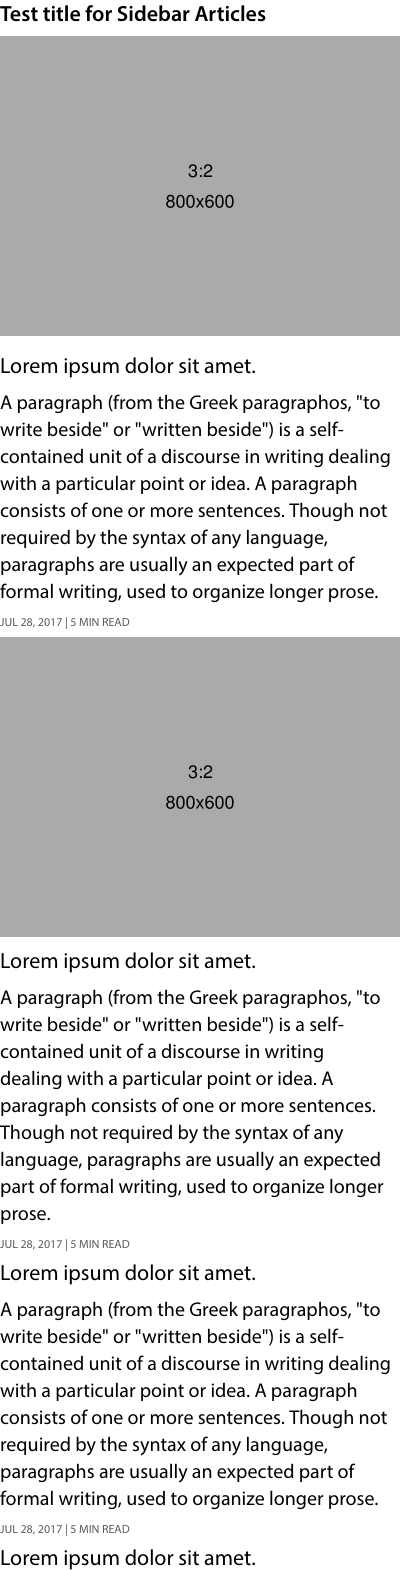 Test title for Sidebar Articles
3:2
800x600
Lorem ipsum dolor sit amet.
A paragraph (from the Greek paragraphos, "to
write beside" or "written beside") is a self-
contained unit of a discourse in writing dealing
with a particular point or idea. A paragraph
consists of one or more sentences. Though not
required by the syntax of any language,
paragraphs are usually an expected part of
formal writing, used to organize longer prose.
JUL 28, 2017 | 5 MIN READ
3:2
800x600
Lorem ipsum dolor sit amet.
A paragraph (from the Greek paragraphos, "to
write beside" or "written beside") is a self-
contained unit of a discourse in writing
dealing with a particular point or idea. A
paragraph consists of one or more sentences.
Though not required by the syntax of any
language, paragraphs are usually an expected
part of formal writing, used to organize longer
prose.
JUL 28, 2017 | 5 MIN READ
Lorem ipsum dolor sit amet.
A paragraph (from the Greek paragraphos, "to
write beside" or "written beside") is a self-
contained unit of a discourse in writing dealing
with a particular point or idea. A paragraph
consists of one or more sentences. Though not
required by the syntax of any language,
paragraphs are usually an expected part of
formal writing, used to organize longer prose.
JUL 28, 2017 | 5 MIN READ
Lorem ipsum dolor sit amet.